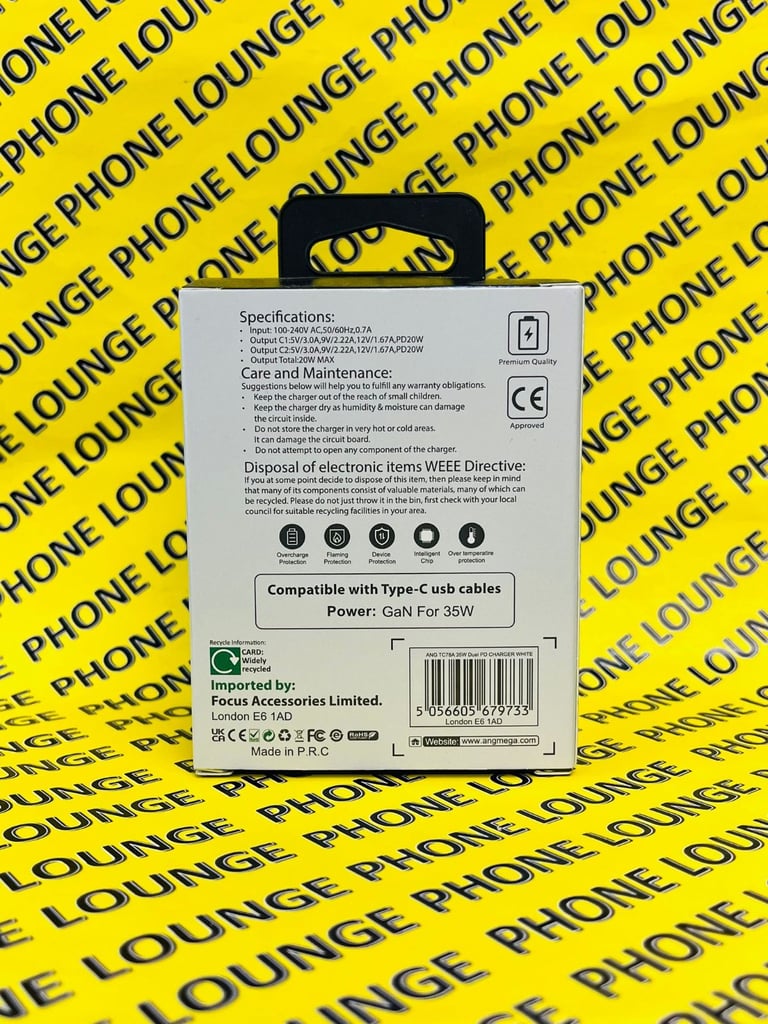 PHONE LOUNGE PHONE LOUNGE
Specifications:
• Input: 100-240V AC,50/60Hz,0.7A
• Output C1:5V/3.0A,9V/2.22A,12V/1.67A,PD20W
• Output C2:5V/3.0A,9V/2.22A,12V/1.67A,PD20W
• Output Total:20W MAX
Premium Quality
Care and Maintenance:
Suggestions below will help you to fulfill any warranty obligations.
• Keep the charger out of the reach of small children.
• Keep the charger dry as humidity & moisture can damage
the circuit inside.
• Do not store the charger in very hot or cold areas.
It can damage the circuit board.
• Do not attempt to open any component of the charger.
CE
Approved
Disposal of electronic items WEEE Directive:
If you at some point decide to dispose of this item, then please keep in mind
that many of its components consist of valuable materials, many of which can
be recycled. Please do not just throw it in the bin, first check with your local
council for suitable recycling facilities in your area.
Overcharge Protection
Flaming Protection
Device Protection
Intelligent Chip
Over temperatire protection
Compatible with Type-C usb cables
Power: GaN For 35W
Recycle Information:
CARD:
Widely
recycled
Imported by:
Focus Accessories Limited.
London E6 1AD
UK CA CE FC RoHS
Made in P.R.C
ANG TC78A 35W Duel PD CHARGER WHITE
5 056605 679733
London E6 1AD
Website: www.angmega.com